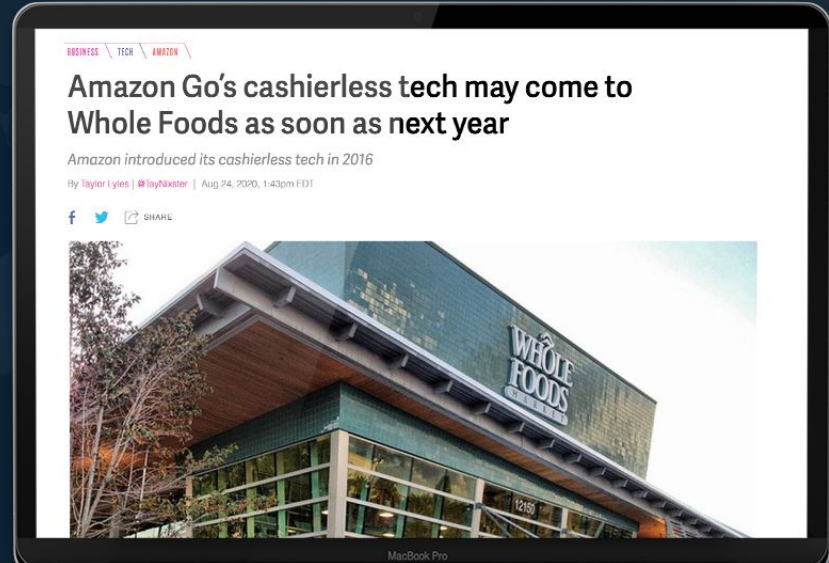 BUSINESS \ TECH \ AMAZON \
Amazon Go's cashierless tech may come to
Whole Foods as soon as next year
Amazon introduced its cashierless tech in 2016
By Taylor Lyles | @TayNixster | Aug 24, 2020, 1:43pm EDT
f SHARE
WHOLE
FOODS
MARKET
12150
MacBook Pro